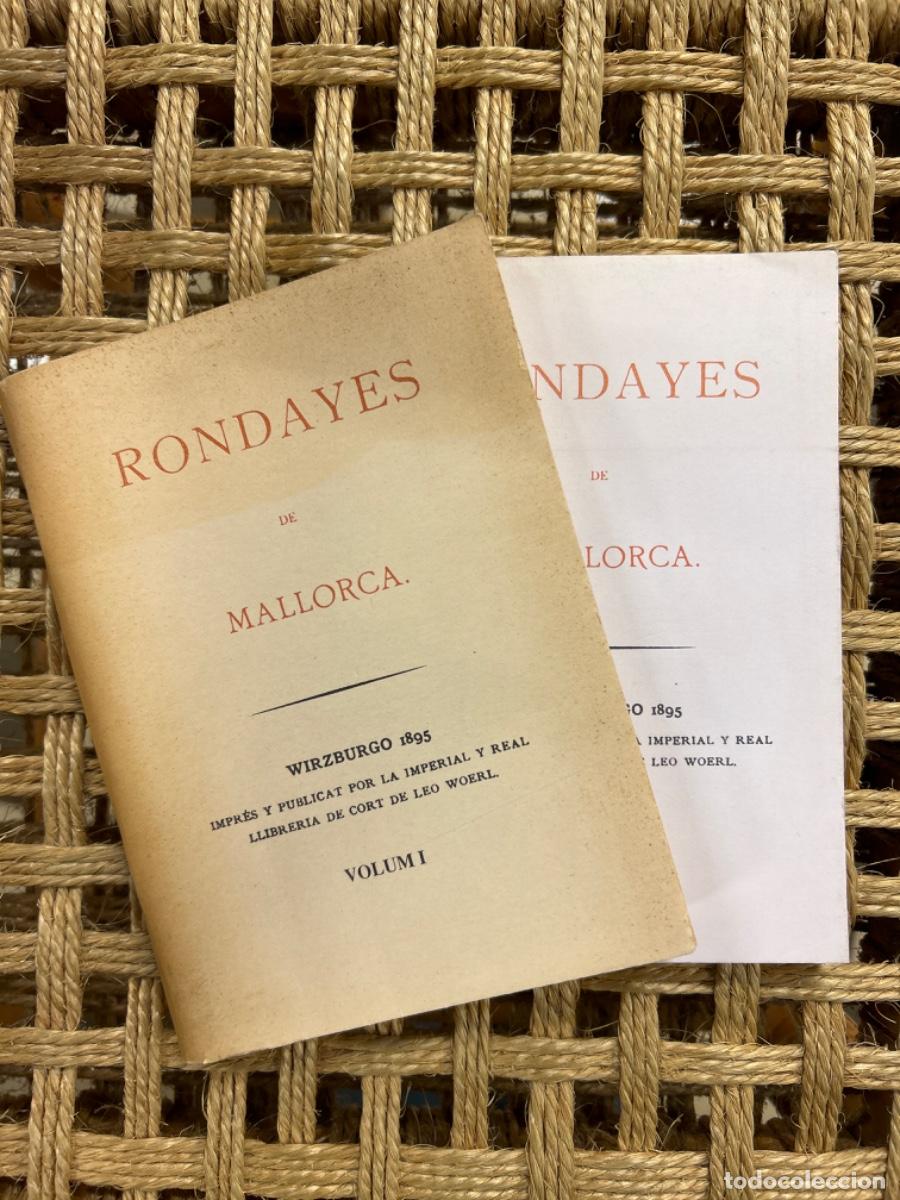 RONDAYES
DE
MALLORCA.
WIRZBURGO 1895
IMPRÉS Y PUBLICAT POR LA IMPERIAL Y REAL
LLIBRERIA DE CORT DE LEO WOERL.
VOLUM I
NDAYES
DE
LORCA.
GO 1895
A IMPERIAL Y REAL
LEO WOERL.
todocoleccion